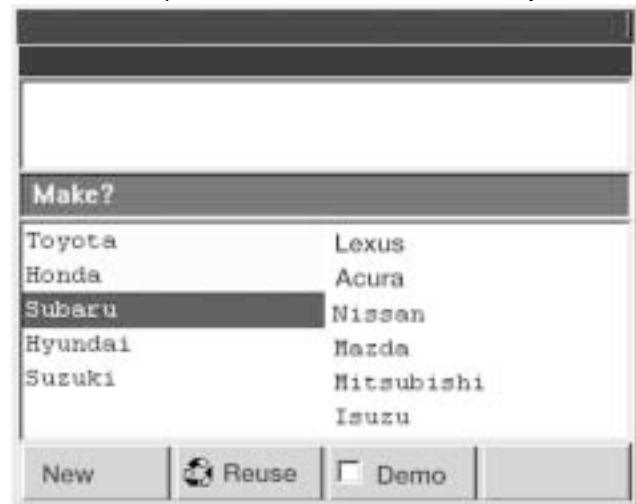 Make?
Toyota
Honda
Subaru
Hyundai
Suzuki
Lexus
Acura
Nissan
Mazda
Mitsubishi
Isuzu
New
Reuse
Demo